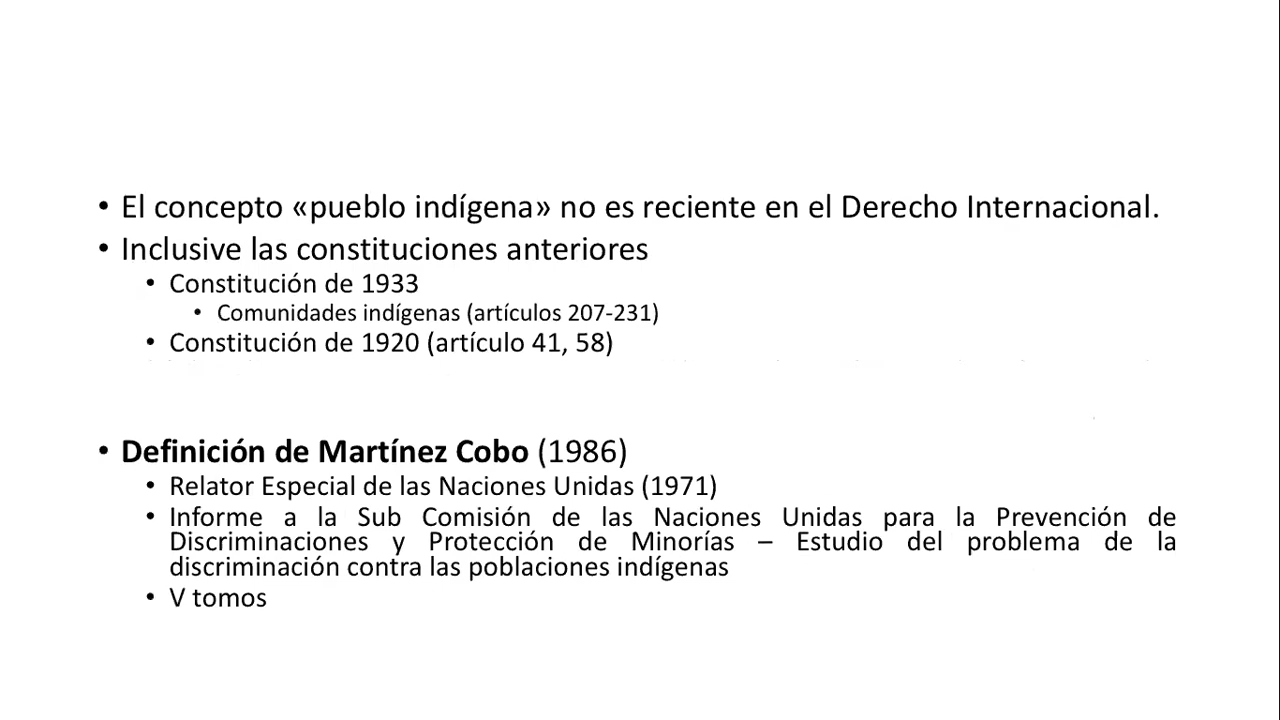 • El concepto «pueblo indígena» no es reciente en el Derecho Internacional.
• Inclusive las constituciones anteriores
• Constitución de 1933
• Comunidades indígenas (artículos 207-231)
• Constitución de 1920 (artículo 41, 58)
• Definición de Martínez Cobo (1986)
• Relator Especial de las Naciones Unidas (1971)
• Informe a la Sub Comisión de las Naciones Unidas para la Prevención de
Discriminaciones y Protección de Minorías – Estudio del problema de la
discriminación contra las poblaciones indígenas
• V tomos